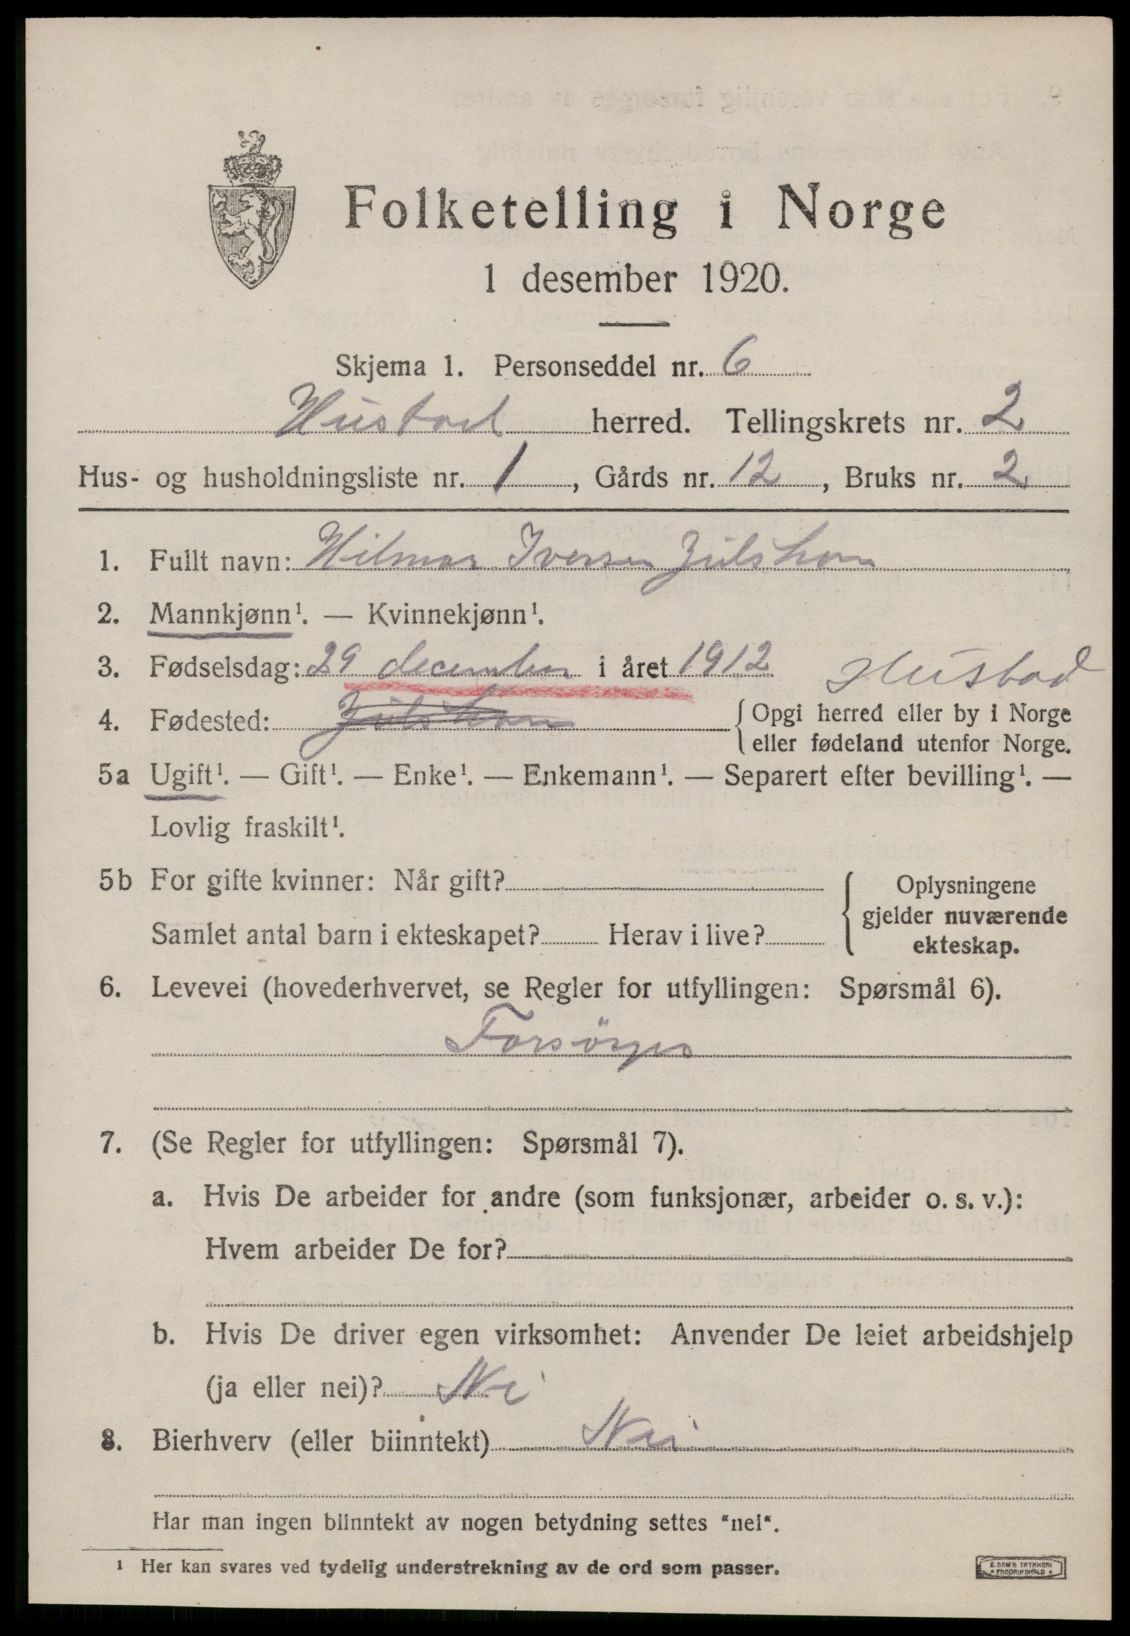 Folketelling i Norge
1 desember 1920.
Skjema 1. Personseddel nr. 6
Hustad herred. Tellingskrets nr. 2
Hus- og husholdningsliste nr. 1, Gårds nr. 12, Bruks nr. 2
1. Fullt navn: Hilmar Iversen Julshavn
2. Mannkjønn¹. — Kvinnekjønn¹.
3. Fødselsdag: 29 december i året 1912 Hustad
4. Fødested: Julshavn {Opgi herred eller by i Norge
eller fødeland utenfor Norge.
5a Ugift¹. — Gift¹. — Enke¹. — Enkemann¹. — Separert efter bevilling¹. —
Lovlig fraskilt¹.
5b For gifte kvinner: Når gift?
Samlet antal barn i ekteskapet? Herav i live?
Oplysningene
gjelder nuværende
ekteskap.
6. Levevei (hovederhvervet, se Regler for utfyllingen: Spørsmål 6).
Forsörges
7. (Se Regler for utfyllingen: Spørsmål 7).
a. Hvis De arbeider for andre (som funksjonær, arbeider o. s. v.):
Hvem arbeider De for?
b. Hvis De driver egen virksomhet: Anvender De leiet arbeidshjelp
(ja eller nei)? Nei
8. Bierhverv (eller biinntekt) Nei
Har man ingen biinntekt av nogen betydning settes "nei".
¹ Her kan svares ved tydelig understrekning av de ord som passer.
E. SEM'S TRYKKERI
FREDRIKSHALD